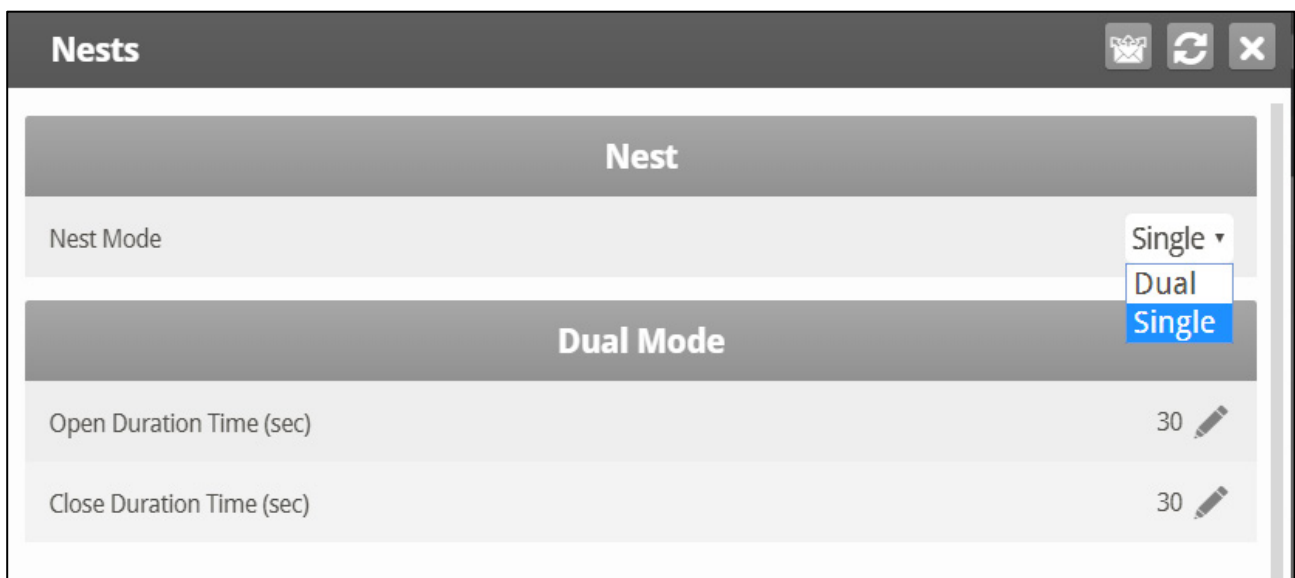 Nests
Nest
Nest Mode
Single
Dual
Single
Dual Mode
Open Duration Time (sec) 30
Close Duration Time (sec) 30